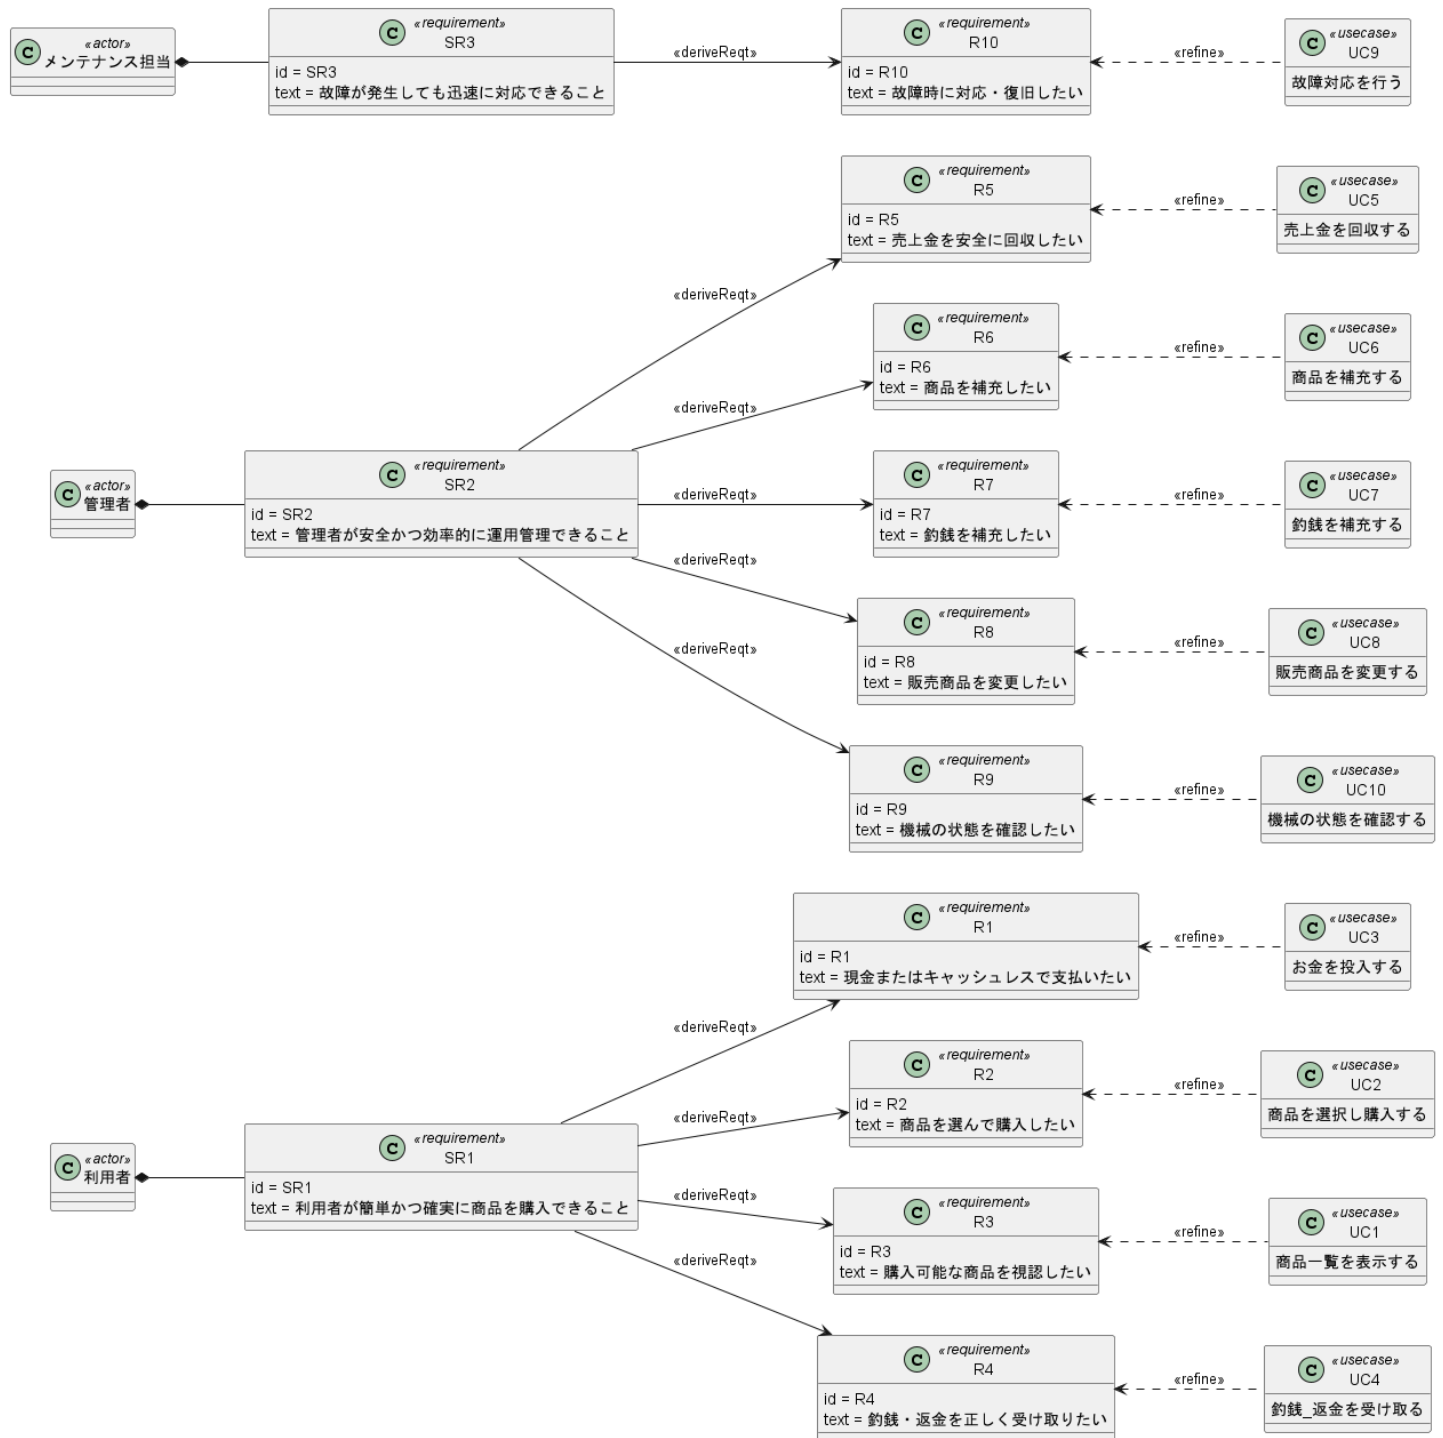 «actor»
C メンテナンス担当
«requirement»
C SR3
id = SR3
text = 故障が発生しても迅速に対応できること
«deriveReqt»
«requirement»
C R10
id = R10
text = 故障時に対応・復旧したい
«refine»
«usecase»
C UC9
故障対応を行う
«requirement»
C R5
id = R5
text = 売上金を安全に回収したい
«refine»
«usecase»
C UC5
売上金を回収する
«deriveReqt»
«requirement»
C R6
id = R6
text = 商品を補充したい
«refine»
«usecase»
C UC6
商品を補充する
«deriveReqt»
«actor»
C 管理者
«requirement»
C SR2
id = SR2
text = 管理者が安全かつ効率的に運用管理できること
«deriveReqt»
«requirement»
C R7
id = R7
text = 釣銭を補充したい
«refine»
«usecase»
C UC7
釣銭を補充する
«deriveReqt»
«requirement»
C R8
id = R8
text = 販売商品を変更したい
«refine»
«usecase»
C UC8
販売商品を変更する
«deriveReqt»
«requirement»
C R9
id = R9
text = 機械の状態を確認したい
«refine»
«usecase»
C UC10
機械の状態を確認する
«requirement»
C R1
id = R1
text = 現金またはキャッシュレスで支払いたい
«refine»
«usecase»
C UC3
お金を投入する
«deriveReqt»
«requirement»
C R2
id = R2
text = 商品を選んで購入したい
«refine»
«usecase»
C UC2
商品を選択し購入する
«deriveReqt»
«actor»
C 利用者
«requirement»
C SR1
id = SR1
text = 利用者が簡単かつ確実に商品を購入できること
«deriveReqt»
«requirement»
C R3
id = R3
text = 購入可能な商品を視認したい
«refine»
«usecase»
C UC1
商品一覧を表示する
«deriveReqt»
«requirement»
C R4
id = R4
text = 釣銭・返金を正しく受け取りたい
«refine»
«usecase»
C UC4
釣銭_返金を受け取る